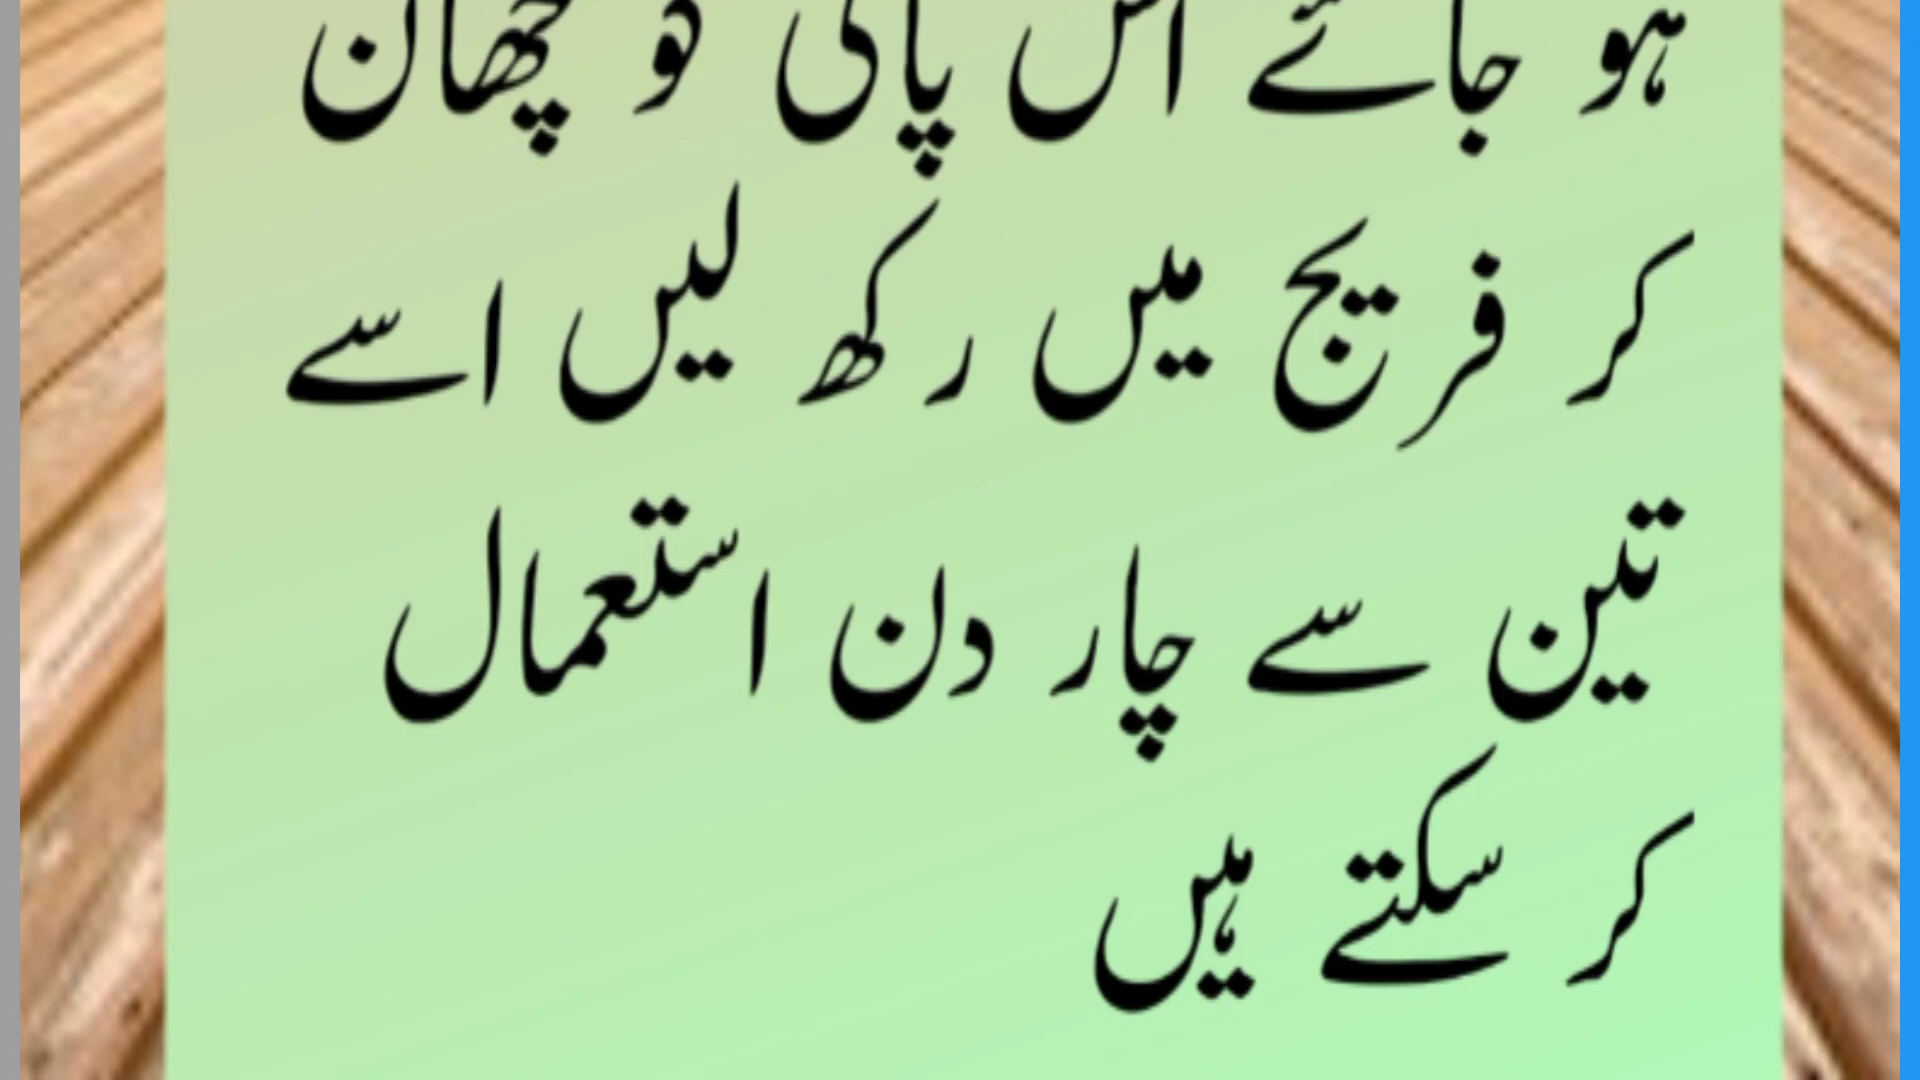 ہو جائے اس پانی کو چھان
کر فریج میں رکھ لیں اسے
تین سے چار دن استعمال
کر سکتے ہیں